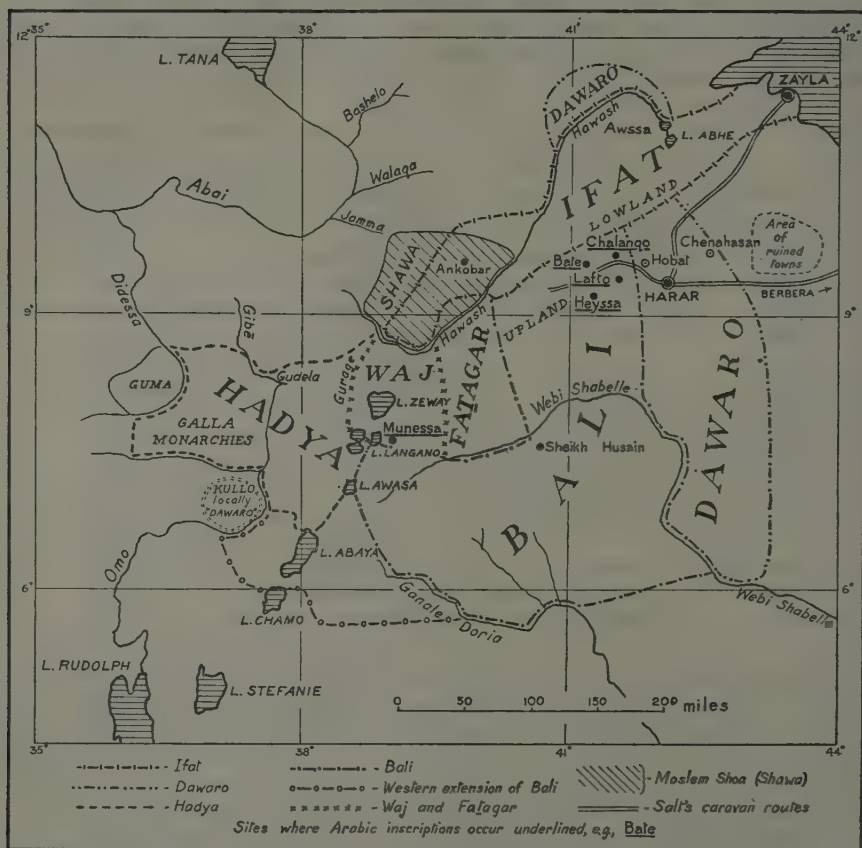 12° 35° 38 41 44 12°
L. TANA
Bashelo
Walaqa
Abai
Jamma
DAWARO
Hawash
Awssa
L. ABHE
ZAYLA
IFAT
LOWLAND
SHAWA
Ankobar
Chalango
Chenahasan
Area of ruined towns
Bate
Hobat
Lafto
HARAR
BERBERA
Heyssa
9° 9°
UPLAND
Didessa
Gibē
Hawash
GUMA
Gudela
Gurage
WAJ
FATAGAR
L. ZEWAY
GALLA MONARCHIES
HADYA
Munessa
L. LANGANO
Webi Shabelle
Sheikh Husain
BALI
DAWARO
KULLO locally DAWARO
L. AWASA
Omo
L. ABAYA
6° 6°
Ganale Doria
Webi Shabelle
L. CHAMO
L. RUDOLPH
L. STEFANIE
0 50 100 150 200 miles
35 38 41 44
Ifat
Dawaro
Hadya
Bali
Western extension of Bali
Waj and Fatagar
Moslem Shoa (Shawa)
Salt's caravan routes
Sites where Arabic inscriptions occur underlined, e.g., Bate